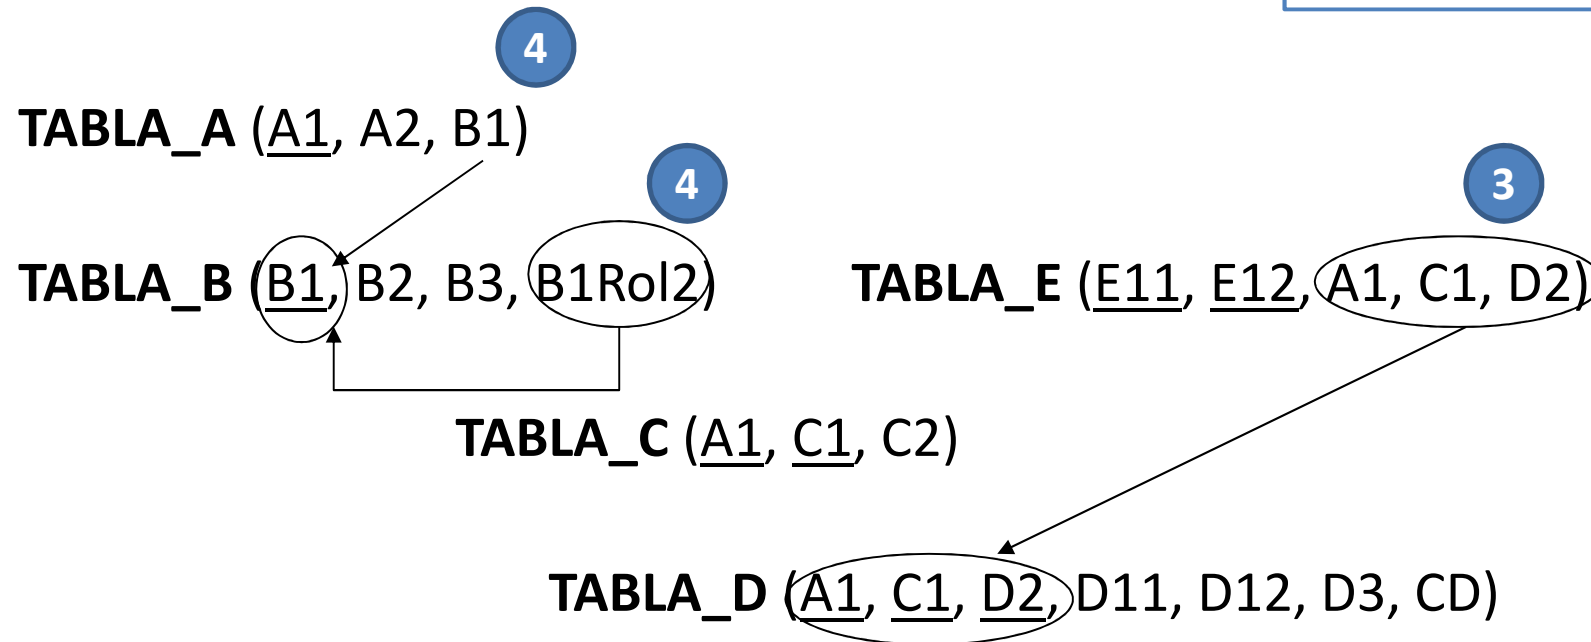 4
TABLA_A (A1, A2, B1)
4
3
TABLA_B (B1, B2, B3, B1Rol2)
TABLA_E (E11, E12, A1, C1, D2)
TABLA_C (A1, C1, C2)
TABLA_D (A1, C1, D2, D11, D12, D3, CD)